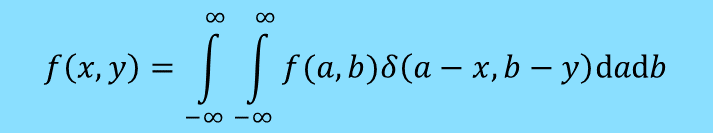 f(x, y) = ∫_{−∞}^{∞} ∫_{−∞}^{∞} f(a, b)δ(a − x, b − y)dadb